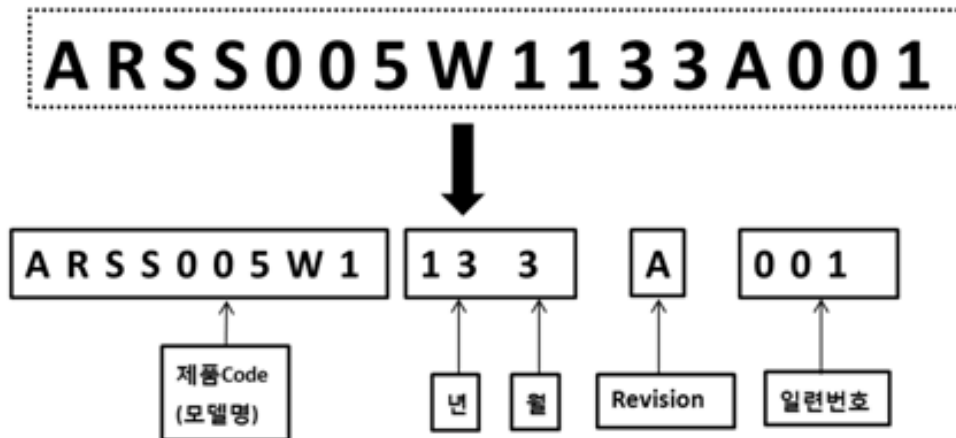 ARSS005W1133A001
ARSS005W1 13 3 A 001
제품Code
(모델명)
년 월 Revision 일련번호